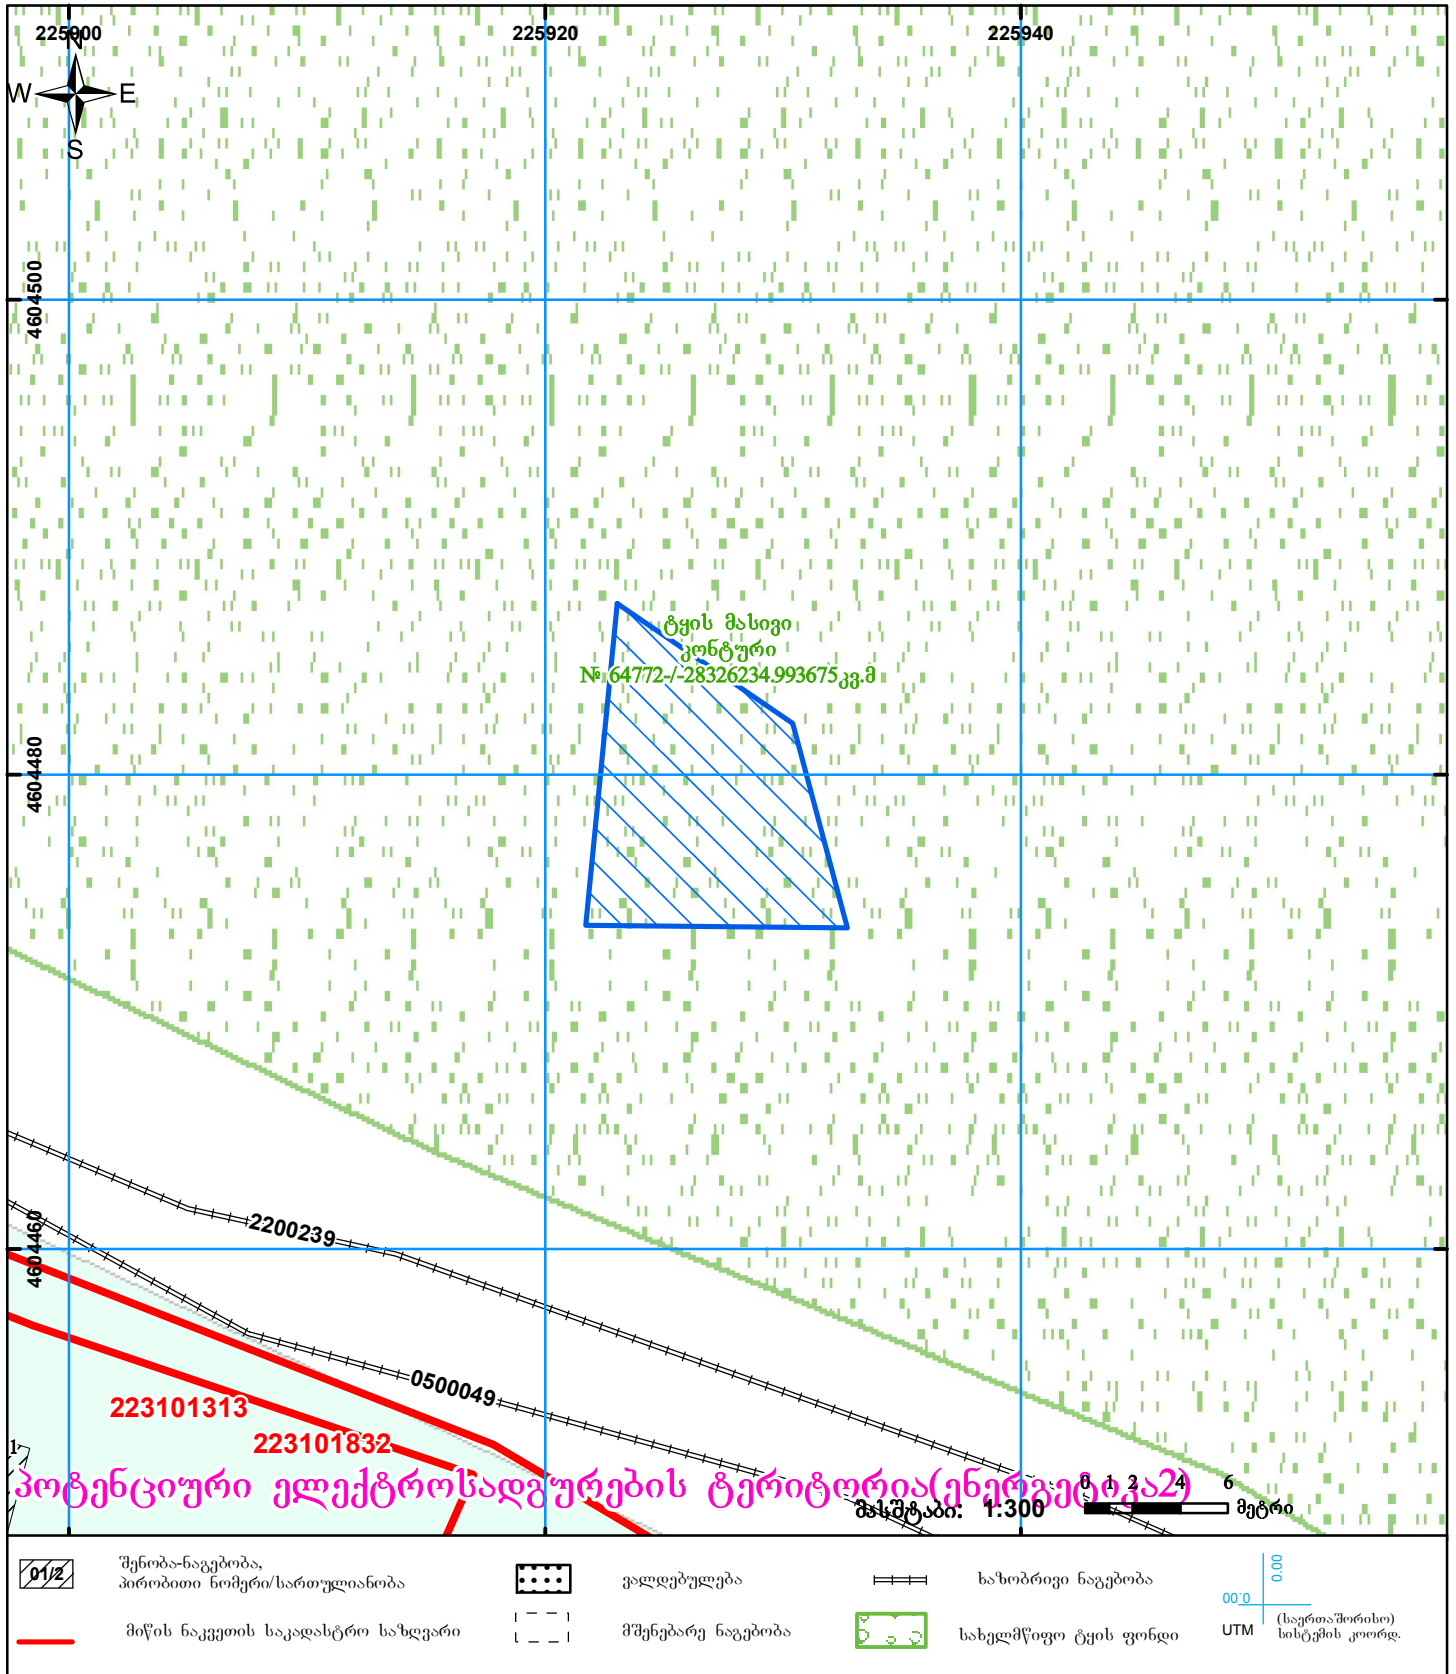 225900
225920
225940
N
W
E
S
4604500
ტყის მასივი
კონტური
№ 64772-/-28326234.993675კვ.მ
4604480
4604460
2200239
0500049
223101313
223101832
1
პოტენციური ელექტროსადგურების ტერიტორია(ენერგეტიკა2)
მასშტაბი: 1:300
0 1 2 4 6
მეტრი
01/2
შენობა-ნაგებობა,
პირობითი ნომერი/სართულიანობა
ვალდებულება
ხაზობრივი ნაგებობა
მიწის ნაკვეთის საკადასტრო საზღვარი
მშენებარე ნაგებობა
სახელმწიფო ტყის ფონდი
00.0
0.00
UTM
(საერთაშორისო)
სისტემის კოორდ.